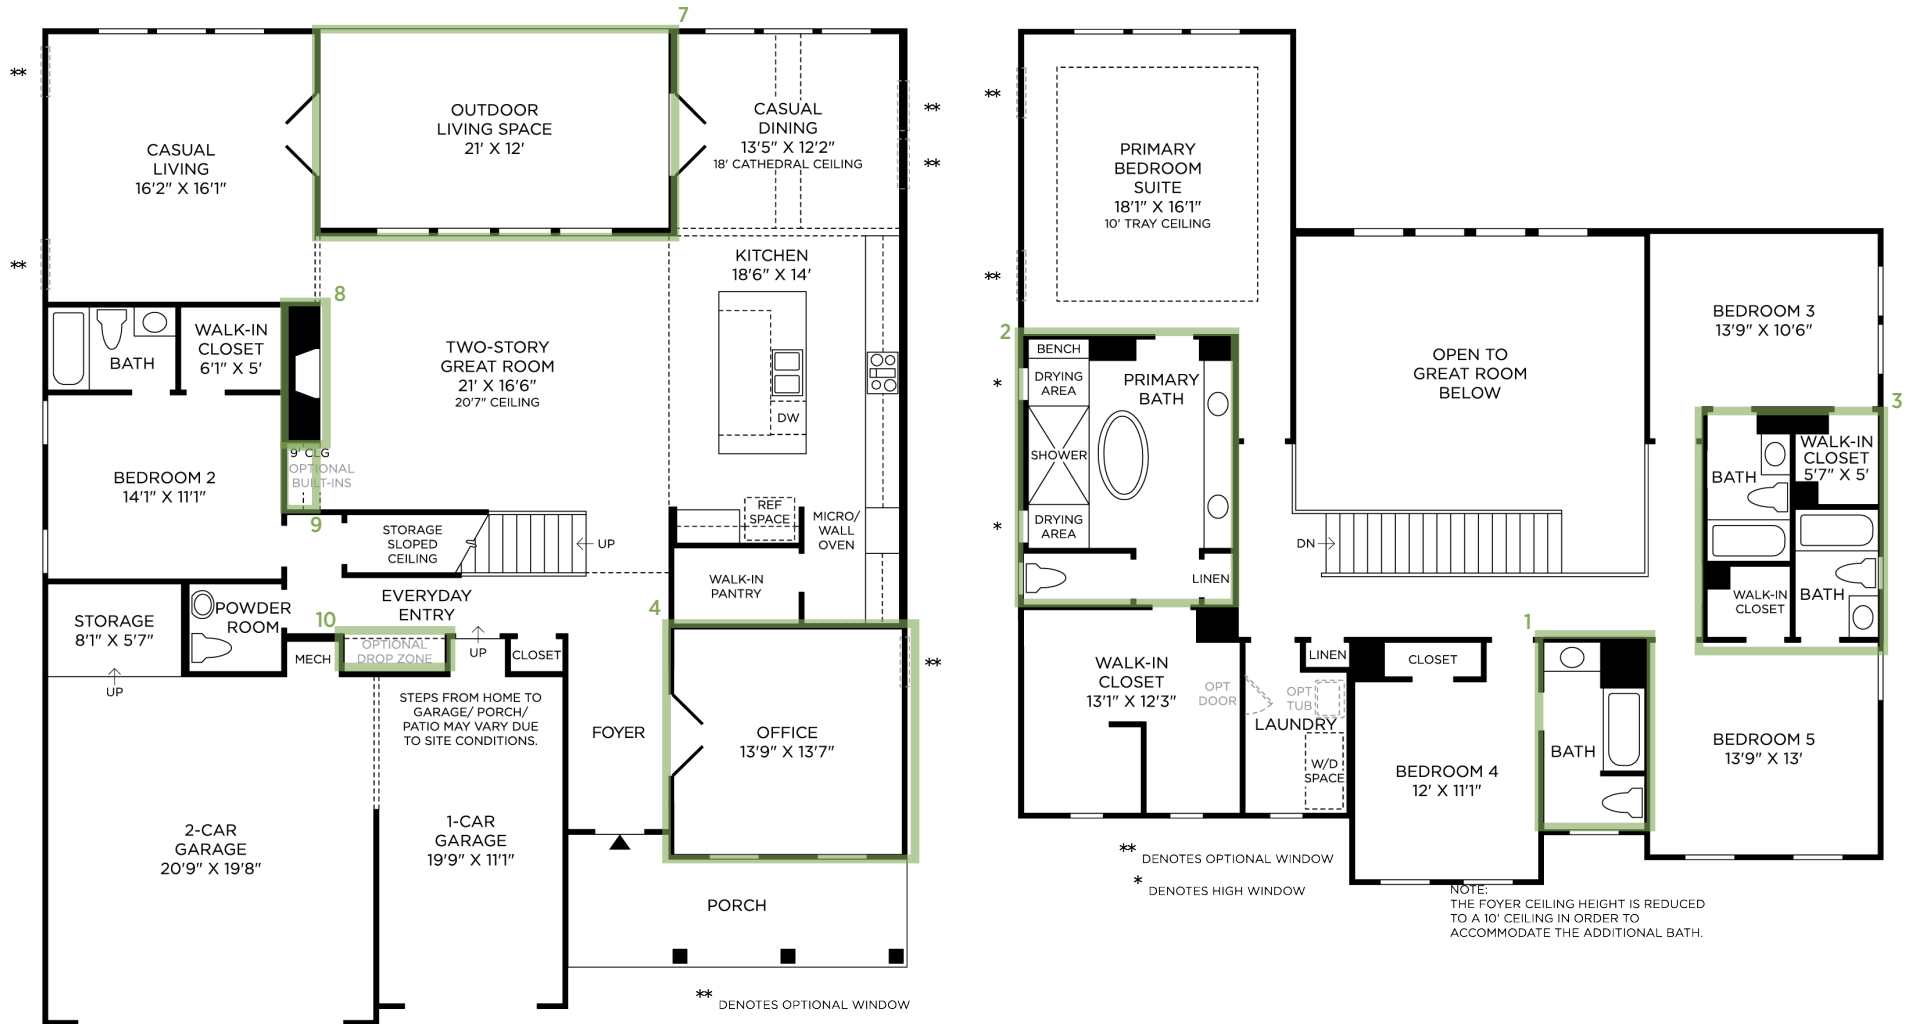 7
**
OUTDOOR
LIVING SPACE
21' X 12'
CASUAL
DINING
13'5" X 12'2"
18' CATHEDRAL CEILING
**
**
CASUAL
LIVING
16'2" X 16'1"
**
KITCHEN
18'6" X 14'
8
WALK-IN
CLOSET
6'1" X 5'
BATH
TWO-STORY
GREAT ROOM
21' X 16'6"
20'7" CEILING
DW
9' CLG
OPTIONAL
BUILT-INS
BEDROOM 2
14'1" X 11'1"
9
REF
SPACE
MICRO/
WALL
OVEN
STORAGE
SLOPED
CEILING
UP
WALK-IN
PANTRY
EVERYDAY
ENTRY
POWDER
ROOM
STORAGE
8'1" X 5'7"
10
4
OPTIONAL
DROP ZONE
MECH
UP
CLOSET
**
UP
STEPS FROM HOME TO
GARAGE/ PORCH/
PATIO MAY VARY DUE
TO SITE CONDITIONS.
FOYER
OFFICE
13'9" X 13'7"
2-CAR
GARAGE
20'9" X 19'8"
1-CAR
GARAGE
19'9" X 11'1"
PORCH
** DENOTES OPTIONAL WINDOW
**
PRIMARY
BEDROOM
SUITE
18'1" X 16'1"
10' TRAY CEILING
**
BEDROOM 3
13'9" X 10'6"
2
BENCH
DRYING
AREA
*
PRIMARY
BATH
OPEN TO
GREAT ROOM
BELOW
3
SHOWER
WALK-IN
CLOSET
5'7" X 5'
BATH
DRYING
AREA
*
DN
LINEN
WALK-IN
CLOSET
BATH
1
LINEN
CLOSET
WALK-IN
CLOSET
13'1" X 12'3"
OPT
DOOR
OPT
TUB
LAUNDRY
W/D
SPACE
BATH
BEDROOM 5
13'9" X 13'
BEDROOM 4
12' X 11'1"
** DENOTES OPTIONAL WINDOW
* DENOTES HIGH WINDOW
NOTE:
THE FOYER CEILING HEIGHT IS REDUCED
TO A 10' CEILING IN ORDER TO
ACCOMMODATE THE ADDITIONAL BATH.